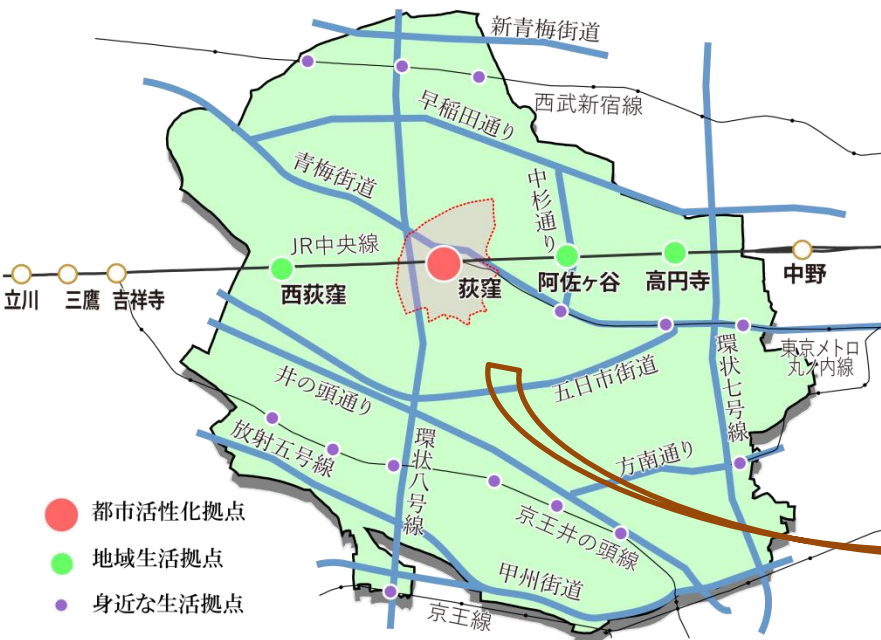 新青梅街道
西武新宿線
早稲田通り
青梅街道
中杉通り
JR中央線
立川
三鷹
吉祥寺
西荻窪
荻窪
阿佐ヶ谷
高円寺
中野
東京メトロ
丸ノ内線
環状七号線
五日市街道
井の頭通り
放射五号線
環状八号線
方南通り
京王井の頭線
甲州街道
京王線
都市活性化拠点
地域生活拠点
身近な生活拠点